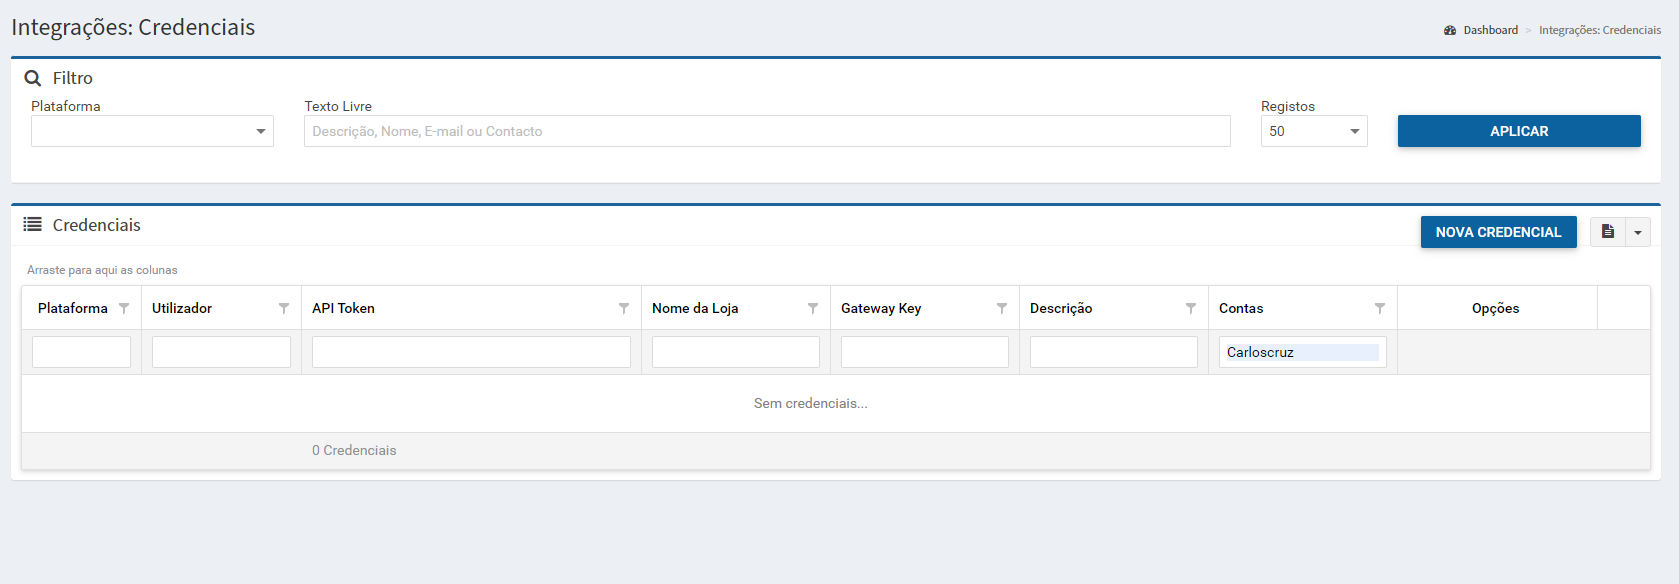 Integrações: Credenciais
Dashboard > Integrações: Credenciais
Filtro
Plataforma
Texto Livre
Registos
Descrição, Nome, E-mail ou Contacto
50
APLICAR
Credenciais
NOVA CREDENCIAL
Arraste para aqui as colunas
Plataforma Utilizador API Token Nome da Loja Gateway Key Descrição Contas Opções
Carloscruz
Sem credenciais...
0 Credenciais